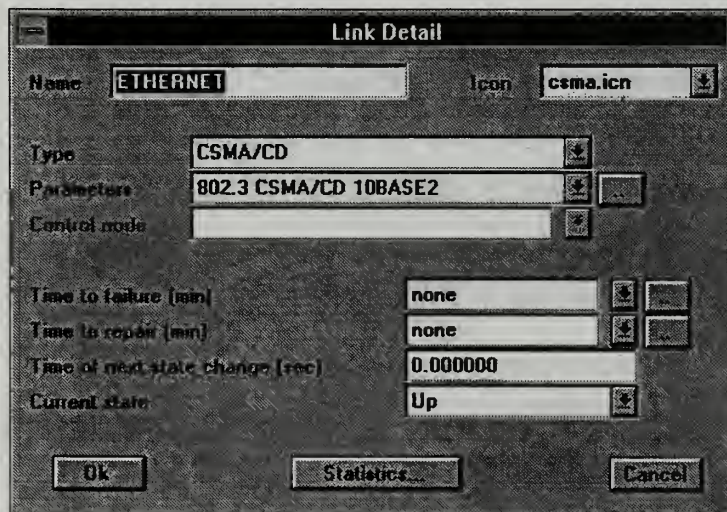 Link Detail
Name ETHERNET Icon csma.icn
Type CSMA/CD
Parameters 802.3 CSMA/CD 10BASE2 ...
Control node
Time to failure (min) none ...
Time to repair (min) none ...
Time of next state change (sec) 0.000000
Current state Up
Ok Statistics... Cancel